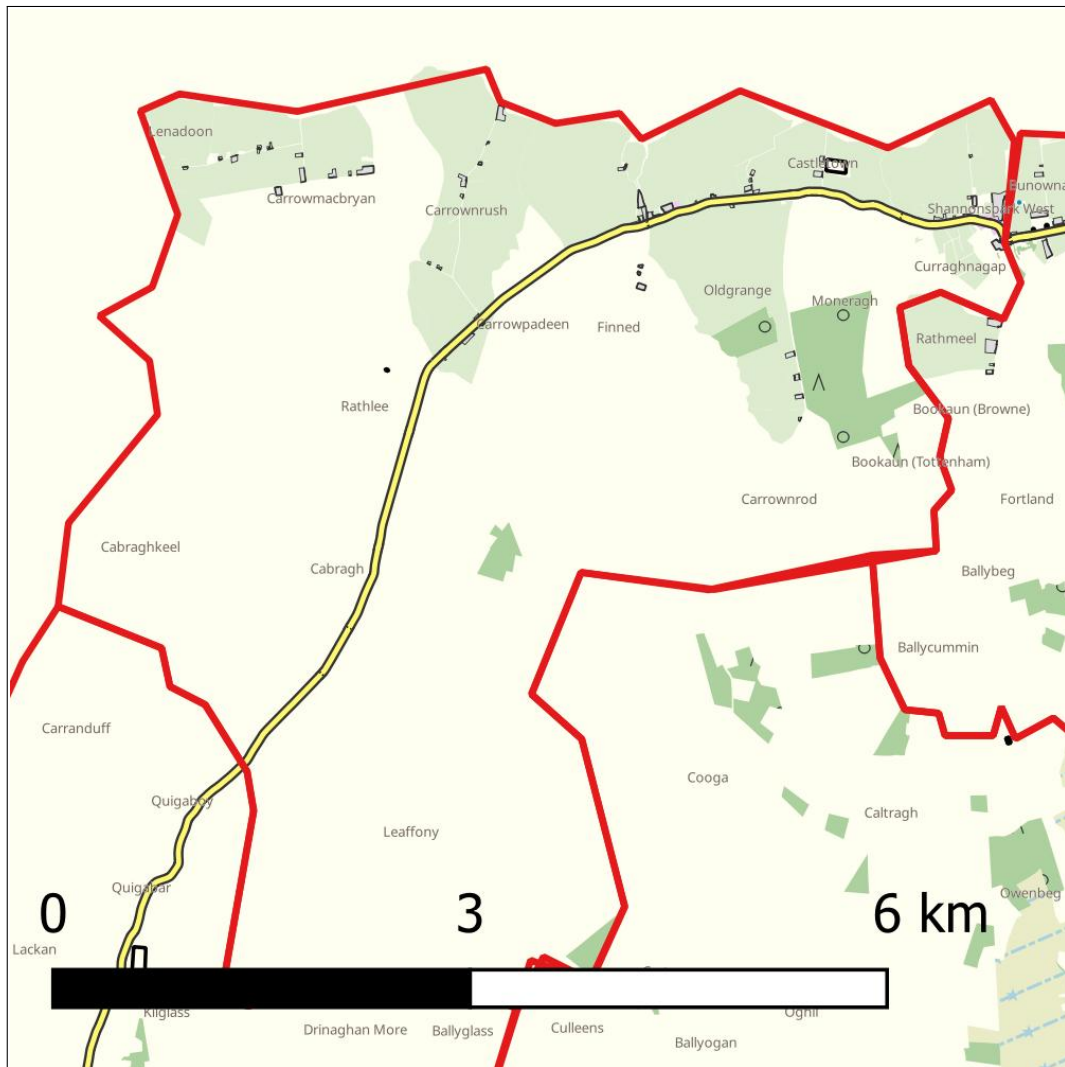 Lenadoon
Castletown
Bunowna
Carrowmacbryan
Carrownrush
Shannonspark West
Curraghnagap
Oldgrange
Moneragh
Carrowpadeen
Finned
Rathmeel
Rathlee
Bookaun (Browne)
Bookaun (Tottenham)
Carrownrod
Fortland
Cabraghkeel
Cabragh
Ballybeg
Ballycummin
Carranduff
Cooga
Quigaboy
Caltragh
Leaffony
Quigabar
Owenbeg
0 3 6 km
Lackan
Kilglass
Oghil
Drinaghan More
Ballyglass
Culleens
Ballyogan